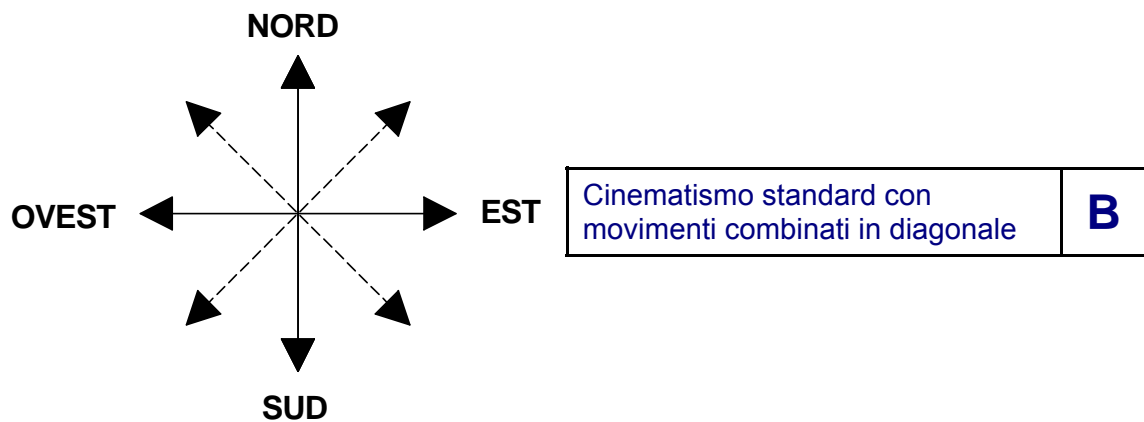 NORD
OVEST
EST
SUD
Cinematismo standard con
movimenti combinati in diagonale
B